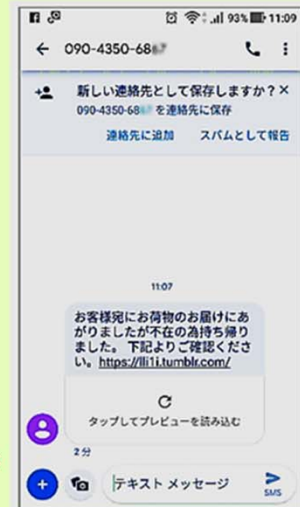 93% 11:09
090-4350-68
新しい連絡先として保存しますか？×
090-4350-68 を連絡先に保存
連絡先に追加 スパムとして報告
11:07
お客様宛にお荷物のお届けにあ
がりましたが不在の為持ち帰り
ました。 下記よりご確認くださ
い。https://lli1i.tumblr.com/
タップしてプレビューを読み込む
2 分
テキスト メッセージ
SMS